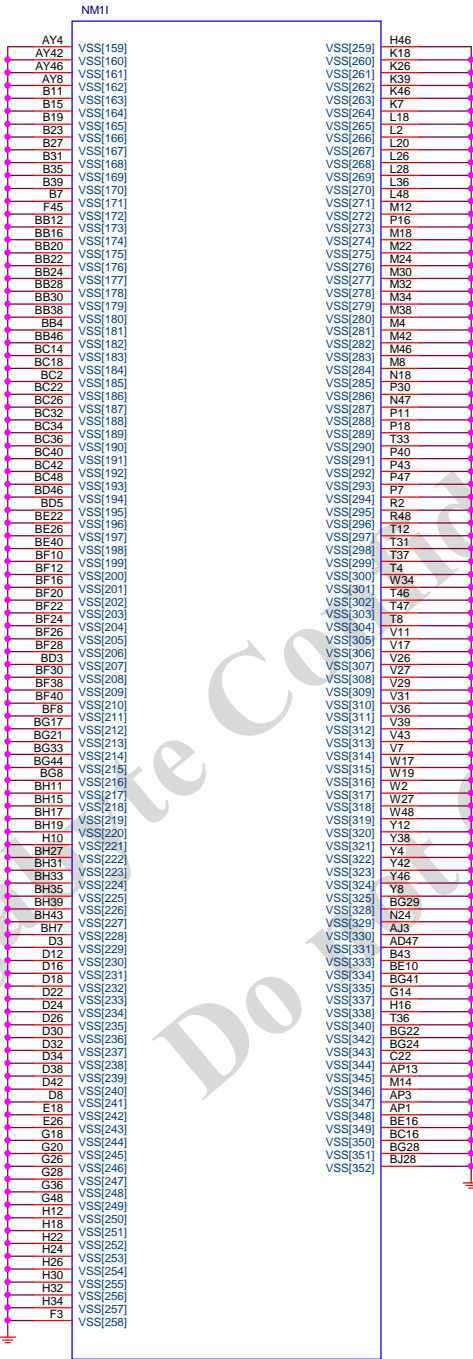 NM1I
AY4 VSS[159]
AY42 VSS[160]
AY46 VSS[161]
AY8 VSS[162]
B11 VSS[163]
B15 VSS[164]
B19 VSS[165]
B23 VSS[166]
B27 VSS[167]
B31 VSS[168]
B35 VSS[169]
B39 VSS[170]
B7 VSS[171]
F45 VSS[172]
BB12 VSS[173]
BB16 VSS[174]
BB20 VSS[175]
BB22 VSS[176]
BB24 VSS[177]
BB28 VSS[178]
BB30 VSS[179]
BB38 VSS[180]
BB4 VSS[181]
BB46 VSS[182]
BC14 VSS[183]
BC18 VSS[184]
BC2 VSS[185]
BC22 VSS[186]
BC26 VSS[187]
BC32 VSS[188]
BC34 VSS[189]
BC36 VSS[190]
BC40 VSS[191]
BC42 VSS[192]
BC48 VSS[193]
BD46 VSS[194]
BD5 VSS[195]
BE22 VSS[196]
BE26 VSS[197]
BE40 VSS[198]
BF10 VSS[199]
BF12 VSS[200]
BF16 VSS[201]
BF20 VSS[202]
BF22 VSS[203]
BF24 VSS[204]
BF26 VSS[205]
BF28 VSS[206]
BD3 VSS[207]
BF30 VSS[208]
BF38 VSS[209]
BF40 VSS[210]
BF8 VSS[211]
BG17 VSS[212]
BG21 VSS[213]
BG33 VSS[214]
BG44 VSS[215]
BG8 VSS[216]
BH11 VSS[217]
BH15 VSS[218]
BH17 VSS[219]
BH19 VSS[220]
H10 VSS[221]
BH27 VSS[222]
BH31 VSS[223]
BH33 VSS[224]
BH35 VSS[225]
BH39 VSS[226]
BH43 VSS[227]
BH7 VSS[228]
D3 VSS[229]
D12 VSS[230]
D16 VSS[231]
D18 VSS[232]
D22 VSS[233]
D24 VSS[234]
D26 VSS[235]
D30 VSS[236]
D32 VSS[237]
D34 VSS[238]
D38 VSS[239]
D42 VSS[240]
D8 VSS[241]
E18 VSS[242]
E26 VSS[243]
G18 VSS[244]
G20 VSS[245]
G26 VSS[246]
G28 VSS[247]
G36 VSS[248]
G48 VSS[249]
H12 VSS[250]
H18 VSS[251]
H22 VSS[252]
H24 VSS[253]
H26 VSS[254]
H30 VSS[255]
H32 VSS[256]
H34 VSS[257]
F3 VSS[258]
VSS[259] H46
VSS[260] K18
VSS[261] K26
VSS[262] K39
VSS[263] K46
VSS[264] K7
VSS[265] L18
VSS[266] L2
VSS[267] L20
VSS[268] L26
VSS[269] L28
VSS[270] L36
VSS[271] L48
VSS[272] M12
VSS[273] P16
VSS[274] M18
VSS[275] M22
VSS[276] M24
VSS[277] M30
VSS[278] M32
VSS[279] M34
VSS[280] M38
VSS[281] M4
VSS[282] M42
VSS[283] M46
VSS[284] M8
VSS[285] N18
VSS[286] P30
VSS[287] N47
VSS[288] P11
VSS[289] P18
VSS[290] T33
VSS[291] P40
VSS[292] P43
VSS[293] P47
VSS[294] P7
VSS[295] R2
VSS[296] R48
VSS[297] T12
VSS[298] T31
VSS[299] T37
VSS[300] T4
VSS[301] W34
VSS[302] T46
VSS[303] T47
VSS[304] T8
VSS[305] V11
VSS[306] V17
VSS[307] V26
VSS[308] V27
VSS[309] V29
VSS[310] V31
VSS[311] V36
VSS[312] V39
VSS[313] V43
VSS[314] V7
VSS[315] W17
VSS[316] W19
VSS[317] W2
VSS[318] W27
VSS[319] W48
VSS[320] Y12
VSS[321] Y38
VSS[322] Y4
VSS[323] Y42
VSS[324] Y46
VSS[325] Y8
VSS[328] BG29
VSS[329] N24
VSS[330] AJ3
VSS[331] AD47
VSS[333] B43
VSS[334] BE10
VSS[335] BG41
VSS[337] G14
VSS[338] H16
VSS[340] T36
VSS[342] BG22
VSS[343] BG24
VSS[344] C22
VSS[345] AP13
VSS[346] M14
VSS[347] AP3
VSS[348] AP1
VSS[349] BE16
VSS[350] BC16
VSS[351] BG28
VSS[352] BJ28
abyte Confid
Do not